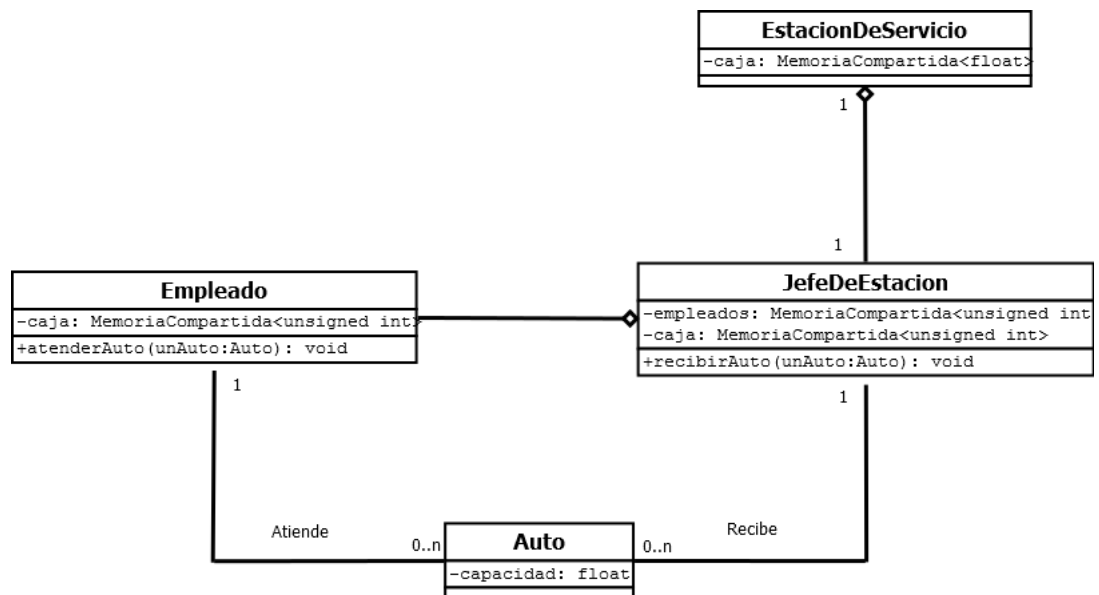 EstacionDeServicio
-caja: MemoriaCompartida<float>
1
1
Empleado
-caja: MemoriaCompartida<unsigned int>
+atenderAuto(unAuto:Auto): void
1
JefeDeEstacion
-empleados: MemoriaCompartida<unsigned int
-caja: MemoriaCompartida<unsigned int>
+recibirAuto(unAuto:Auto): void
1
Atiende
0..n
Auto
-capacidad: float
0..n
Recibe